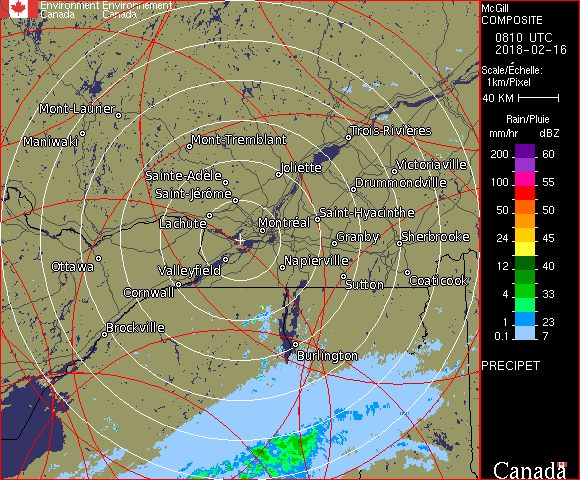 Environment Environnement
Canada Canada
McGill
COMPOSITE
0810 UTC
2018-02-16
Scale/Échelle:
1km/Pixel
40 KM
Rain/Pluie
mm/hr dBZ
200 60
100 55
50 50
24 45
12 40
4 33
1 23
0.1 7
PRECIPET
Canada
Mont-Laurier
Maniwaki
Trois-Rivières
Mont-Tremblant
Joliette
Victoriaville
Sainte-Adèle
Drummondville
Saint-Jérôme
Lachute
Montréal
Saint-Hyacinthe
Granby
Sherbrooke
Ottawa
Valleyfield
Napierville
Cornwall
Sutton
Coaticook
Brockville
Burlington